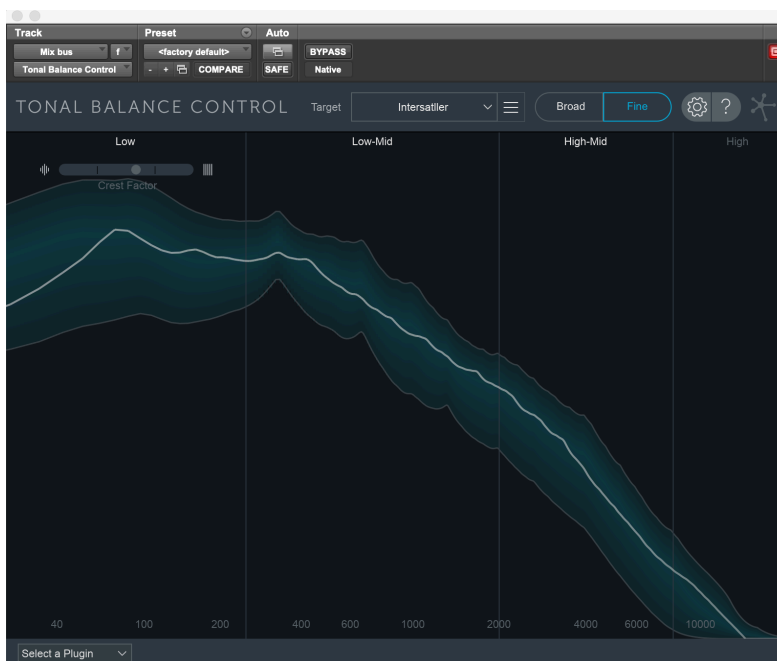 Track Preset Auto
Mix bus f <factory default> BYPASS
Tonal Balance Control - + COMPARE SAFE Native
TONAL BALANCE CONTROL Target Intersatller Broad Fine ?
Low Low-Mid High-Mid High
Crest Factor
40 100 200 400 600 1000 2000 4000 6000 10000
Select a Plugin